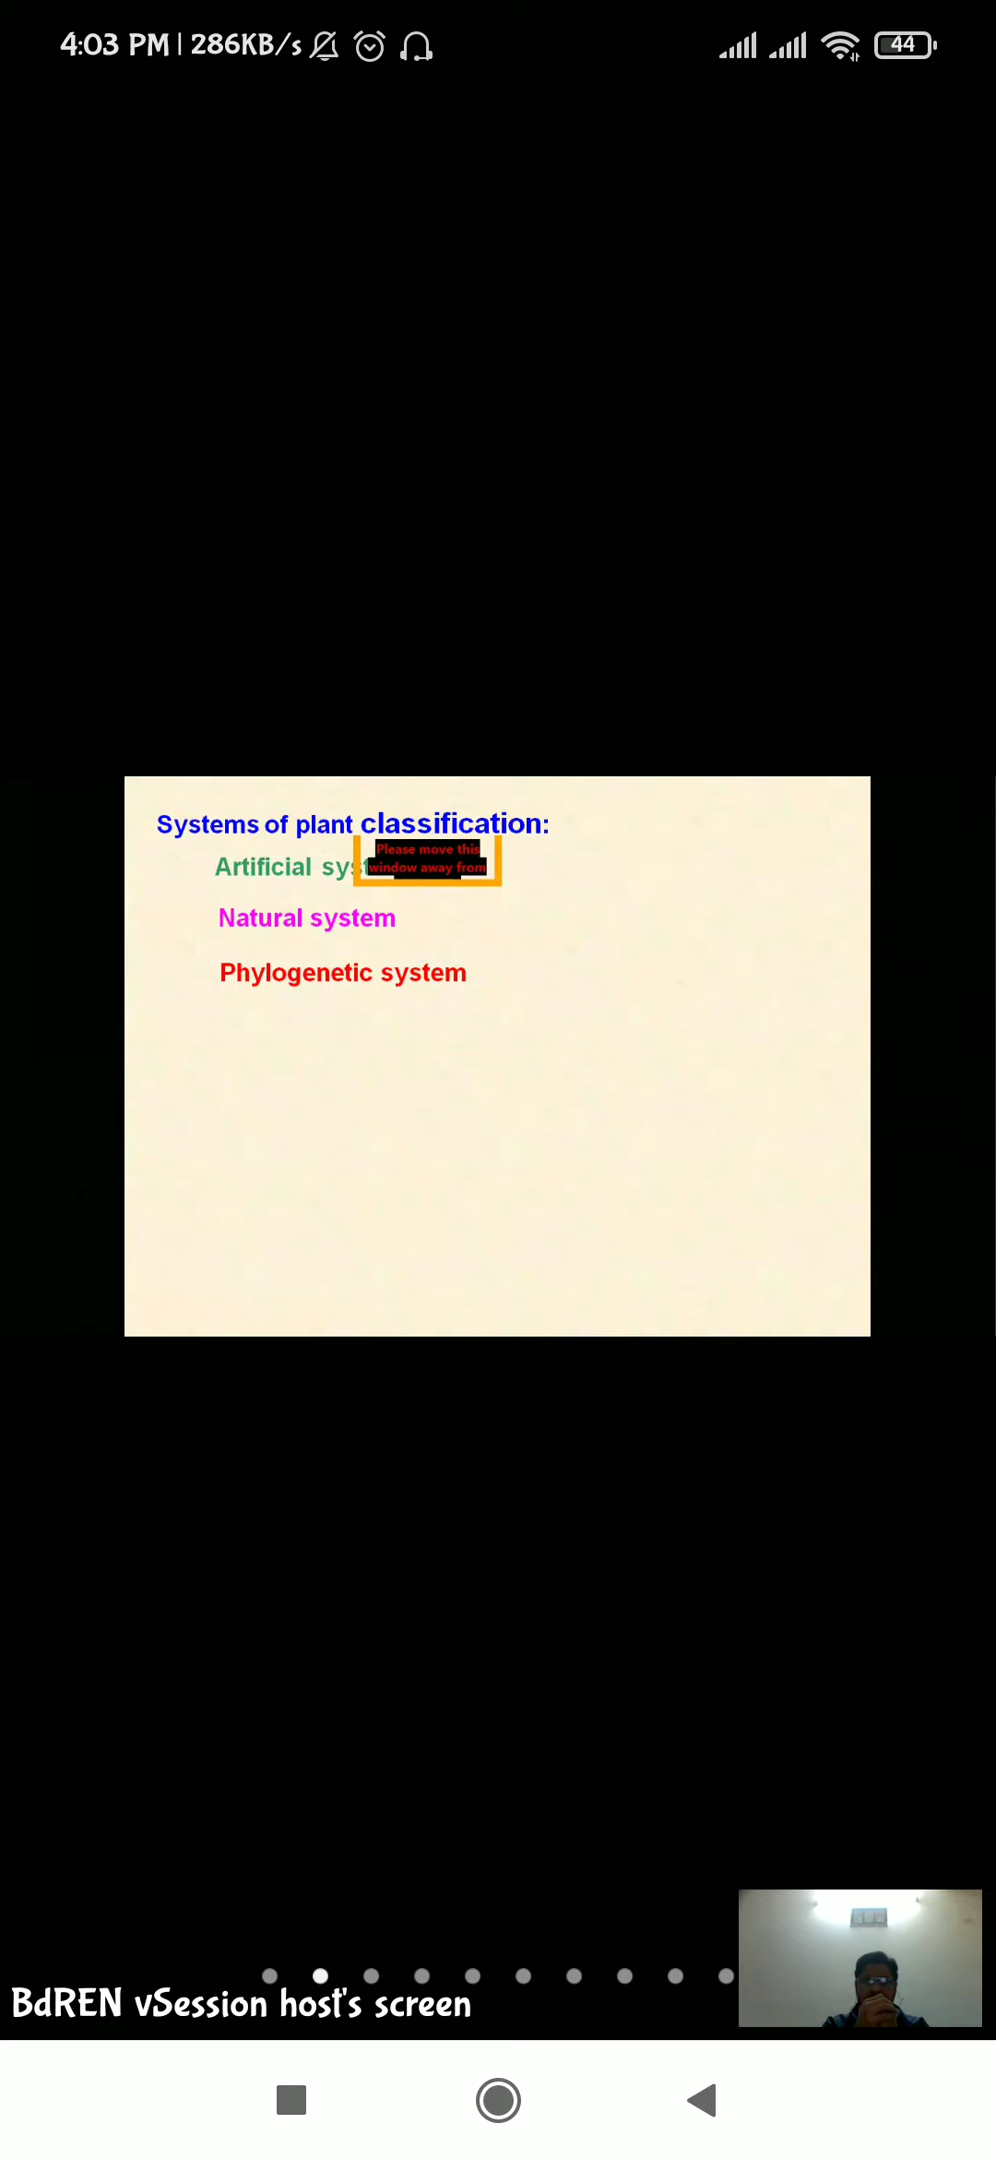 4:03 PM | 286KB/s
44
Systems of plant classification:
Please move this
Artificial
window away from
Natural system
Phylogenetic system
BdREN vSession host's screen